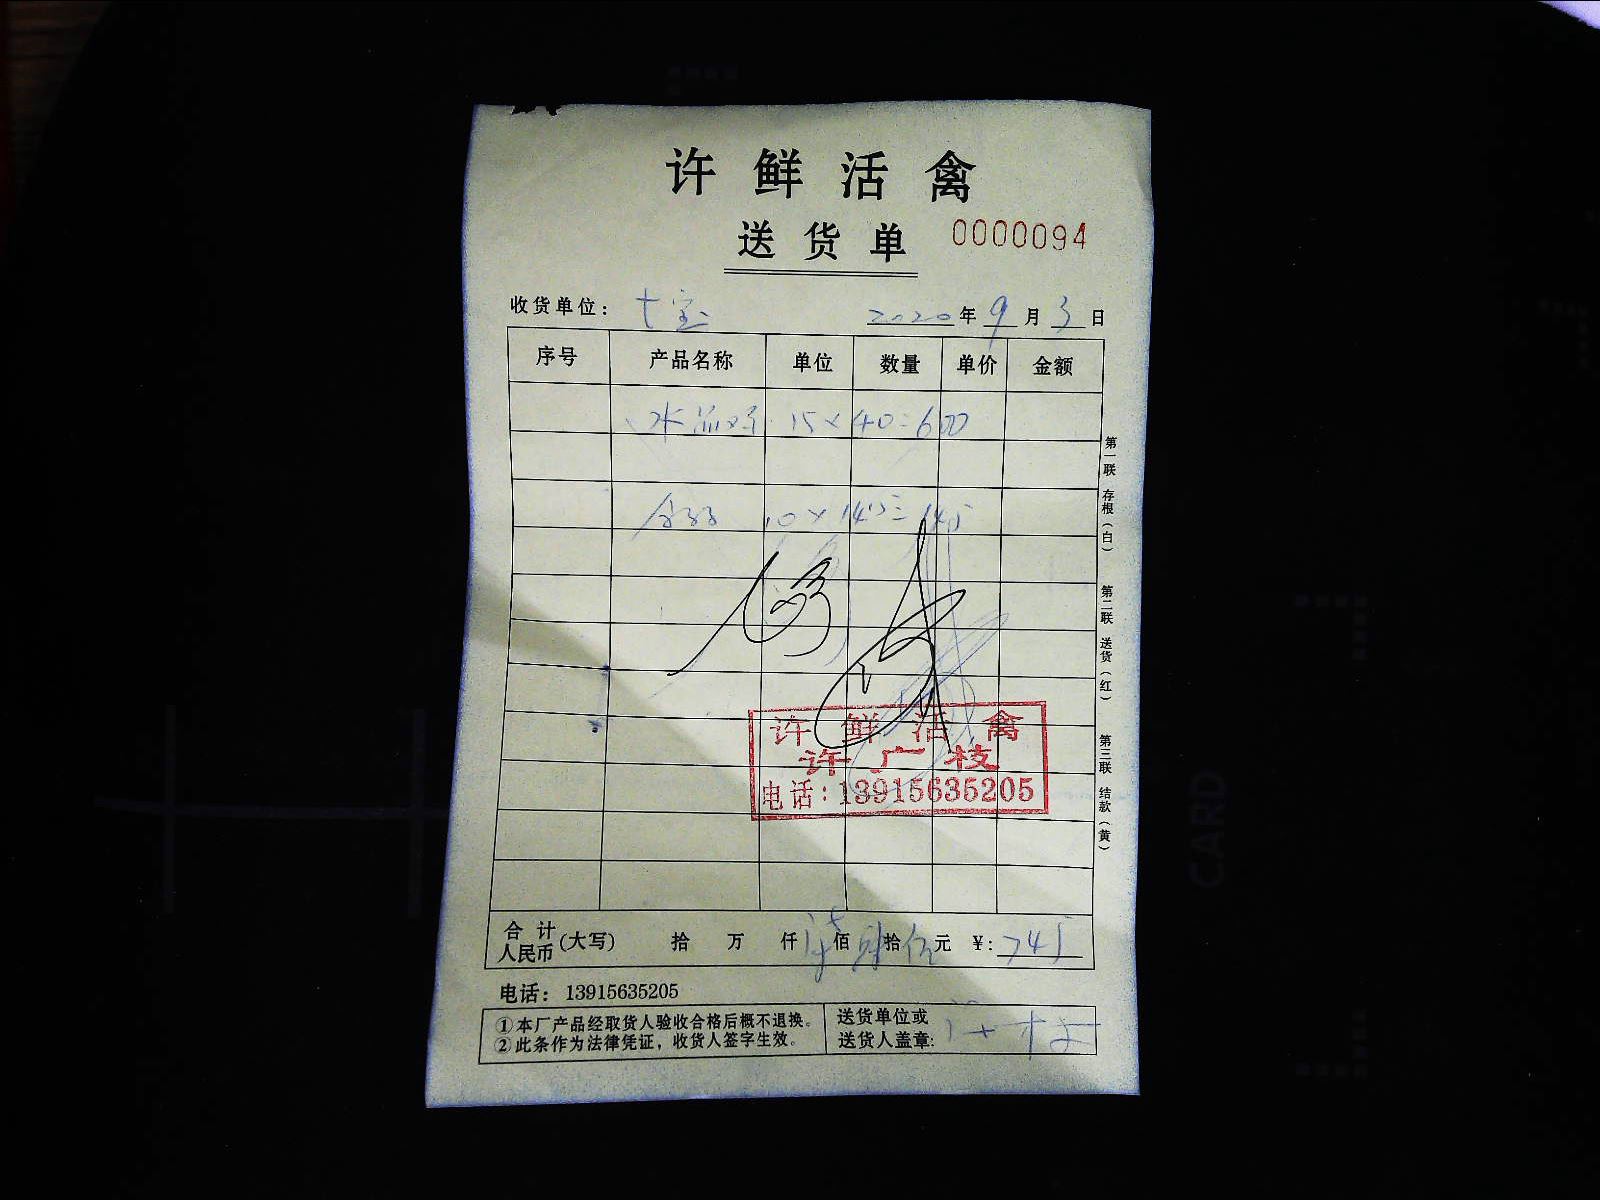 许鲜活禽
送货单 0000094
收货单位： 七宝 2020年9月3日
序号 产品名称 单位 数量 单价 金额
15×40=600
10×14.5=145
许鲜活禽
许广枝
电话：13915635205
合计人民币(大写) 拾 万 仟 柒佰肆拾伍元 ¥：745
电话： 13915635205
①本厂产品经取货人验收合格后概不退换。
②此条作为法律凭证，收货人签字生效。
送货单位或
送货人盖章:
第一联 存根（白） 第二联 送货（红） 第三联 结款（黄）